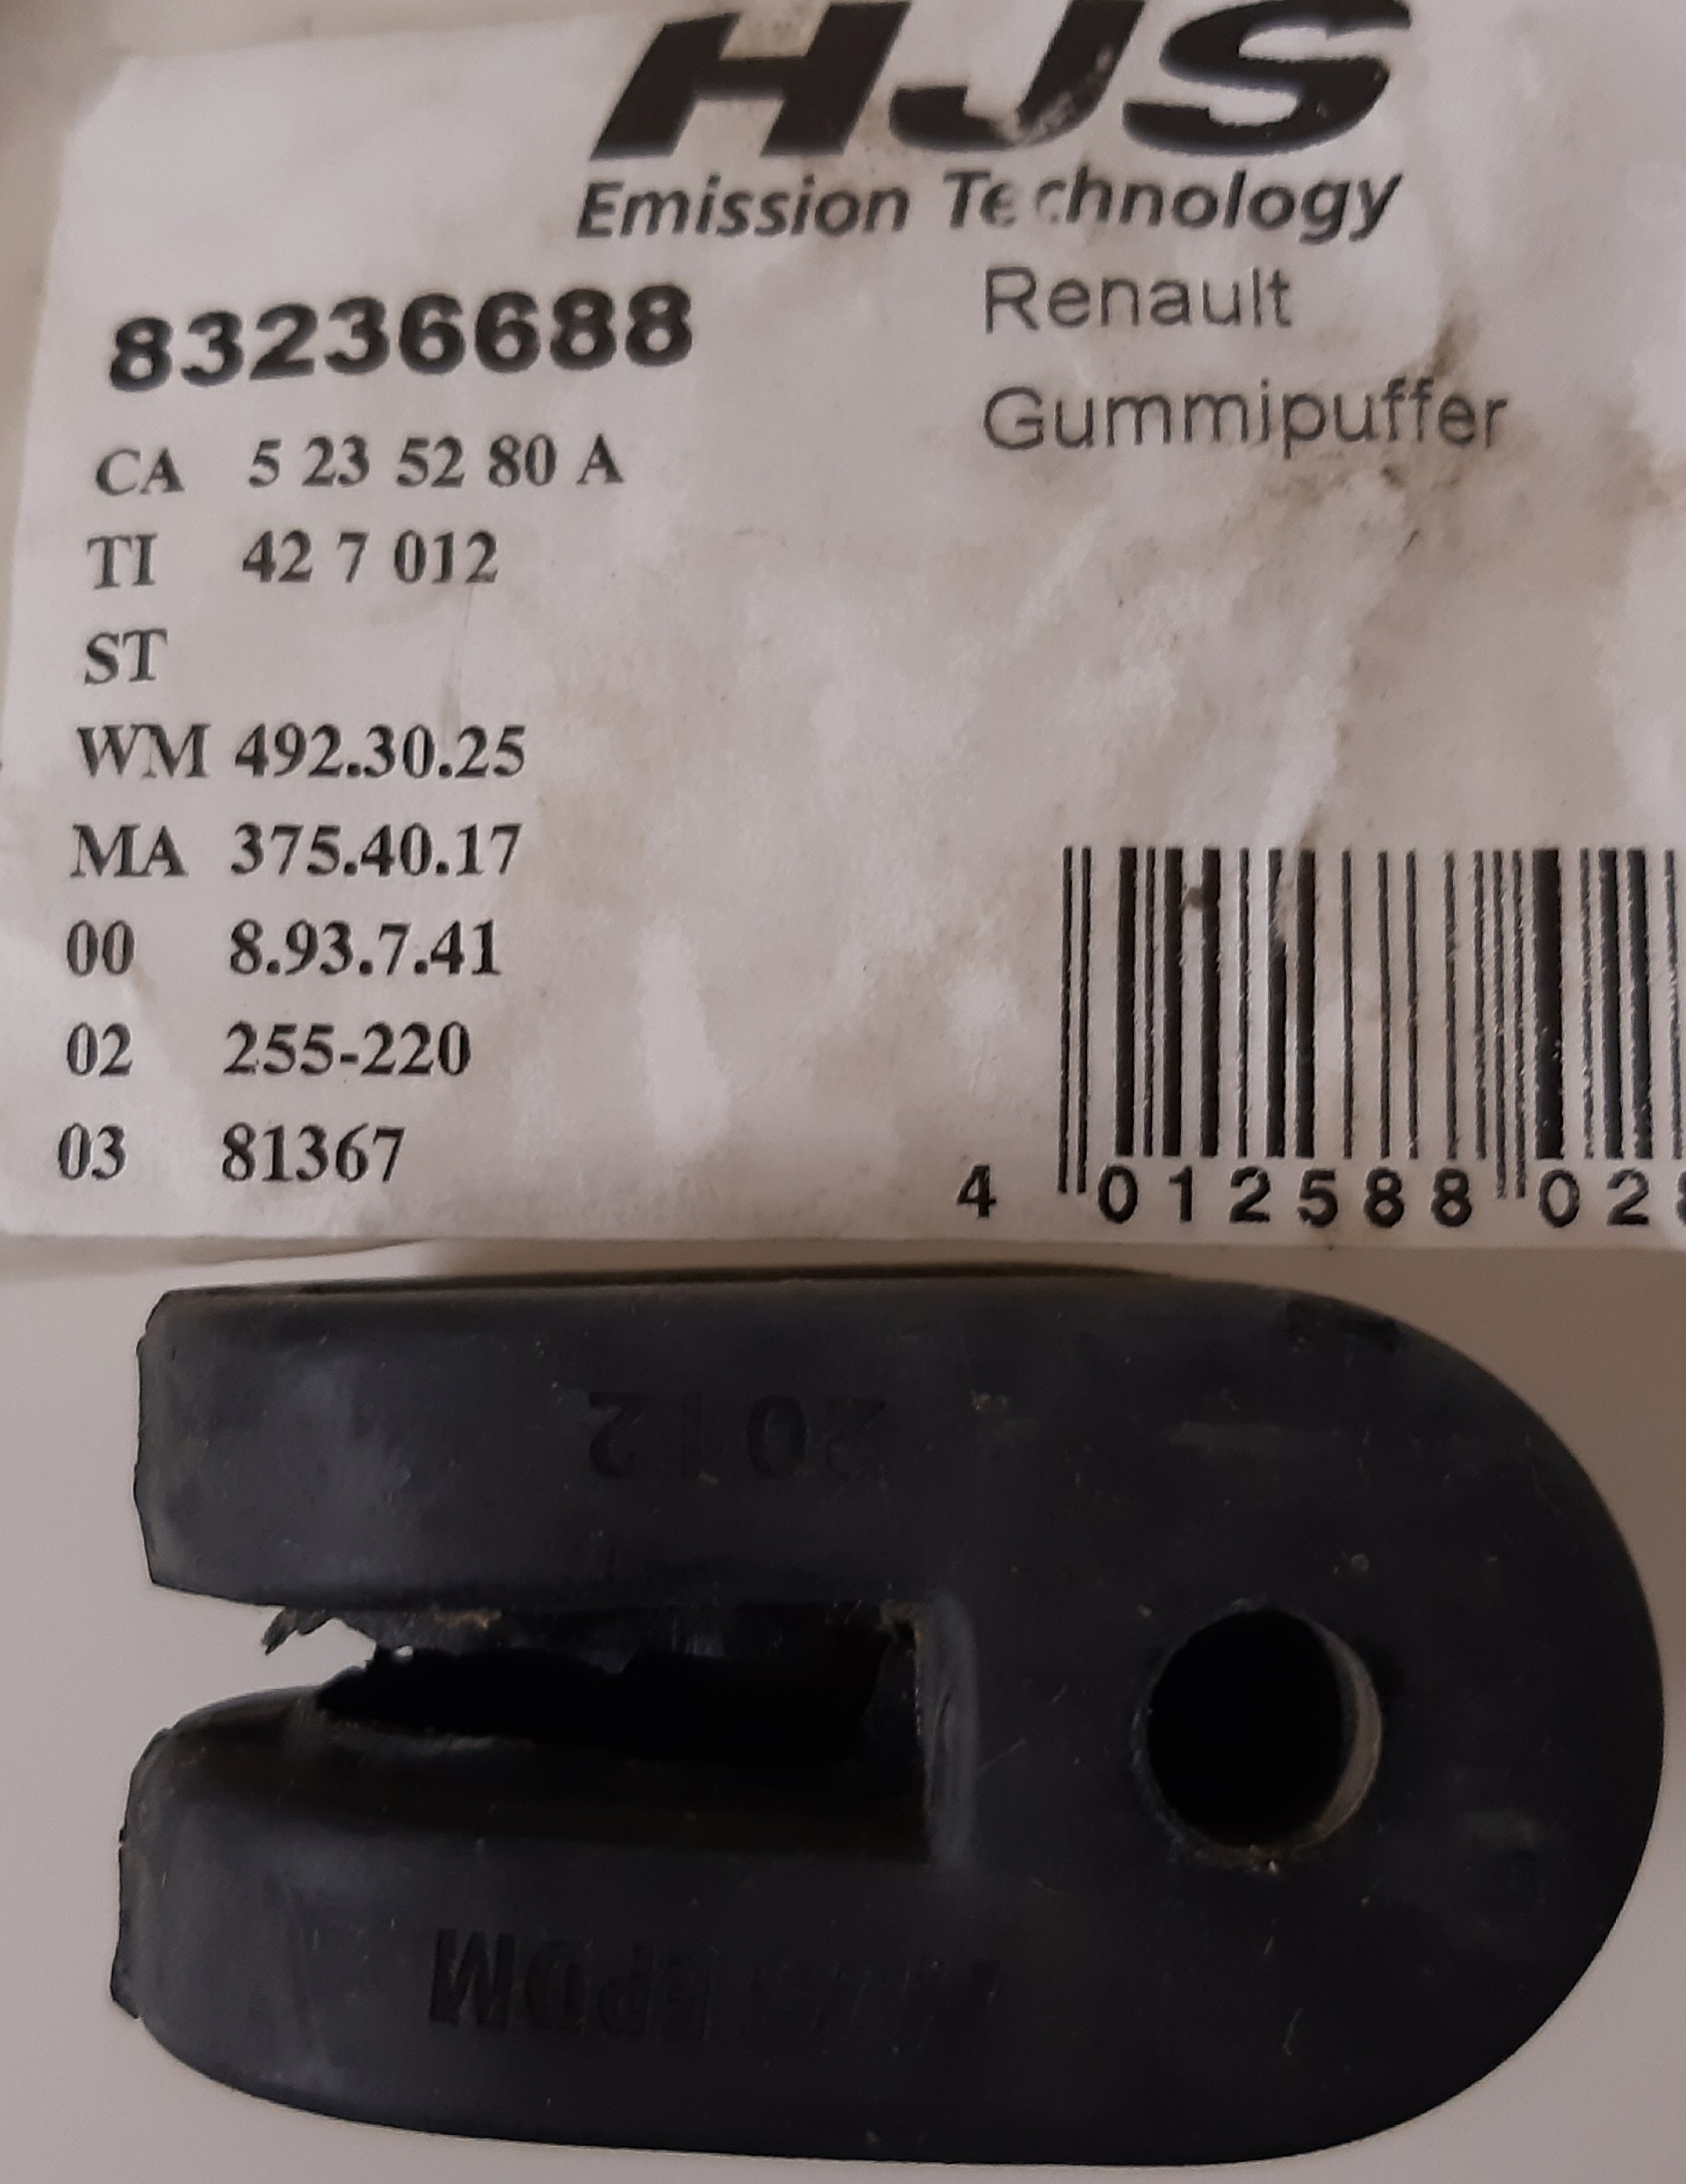 HJS
Emission Technology
83236688
Renault
Gummipuffer
CA 5 23 52 80 A
TI 42 7 012
ST
WM 492.30.25
MA 375.40.17
00 8.93.7.41
02 255-220
03 81367
4 012588 02
2012
EPDM